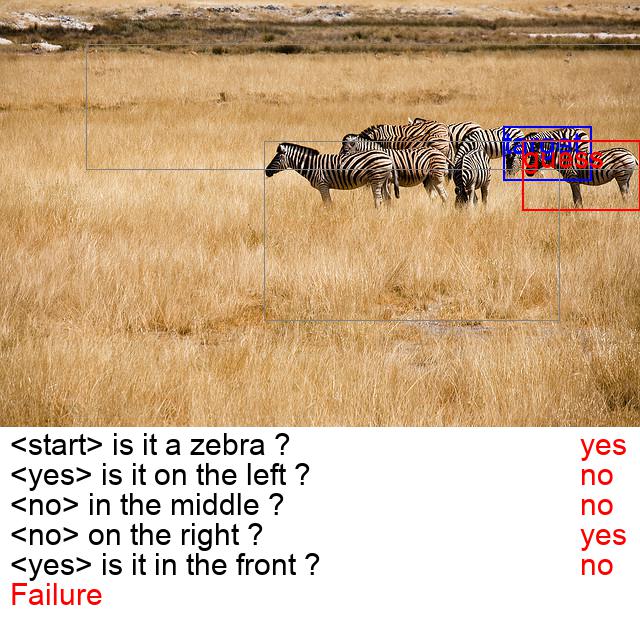 target
guess
<start> is it a zebra ? yes
<yes> is it on the left ? no
<no> in the middle ? no
<no> on the right ? yes
<yes> is it in the front ? no
Failure